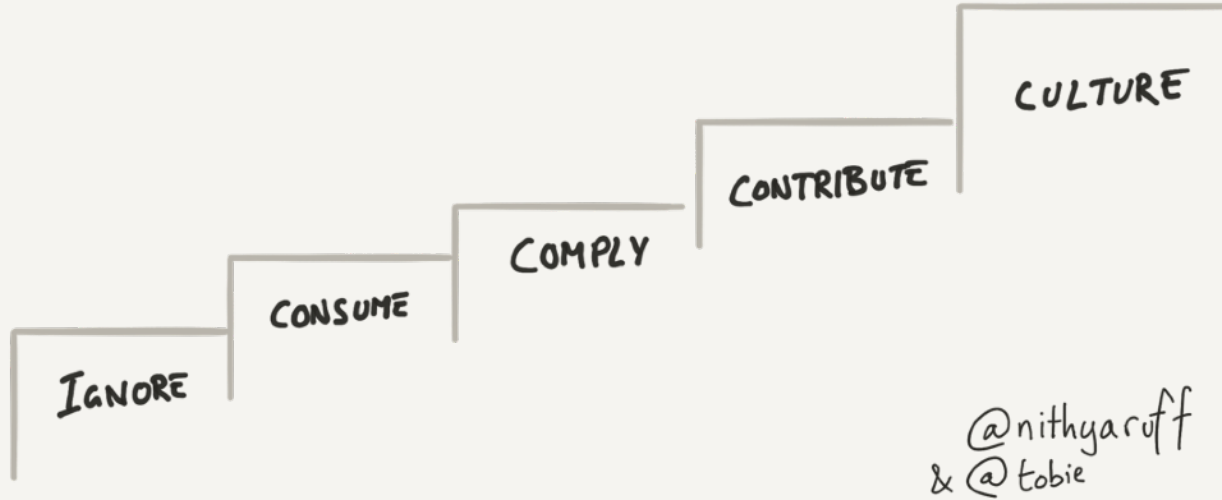 IGNORE
CONSUME
COMPLY
CONTRIBUTE
CULTURE
@nithyaruff
& @tobie